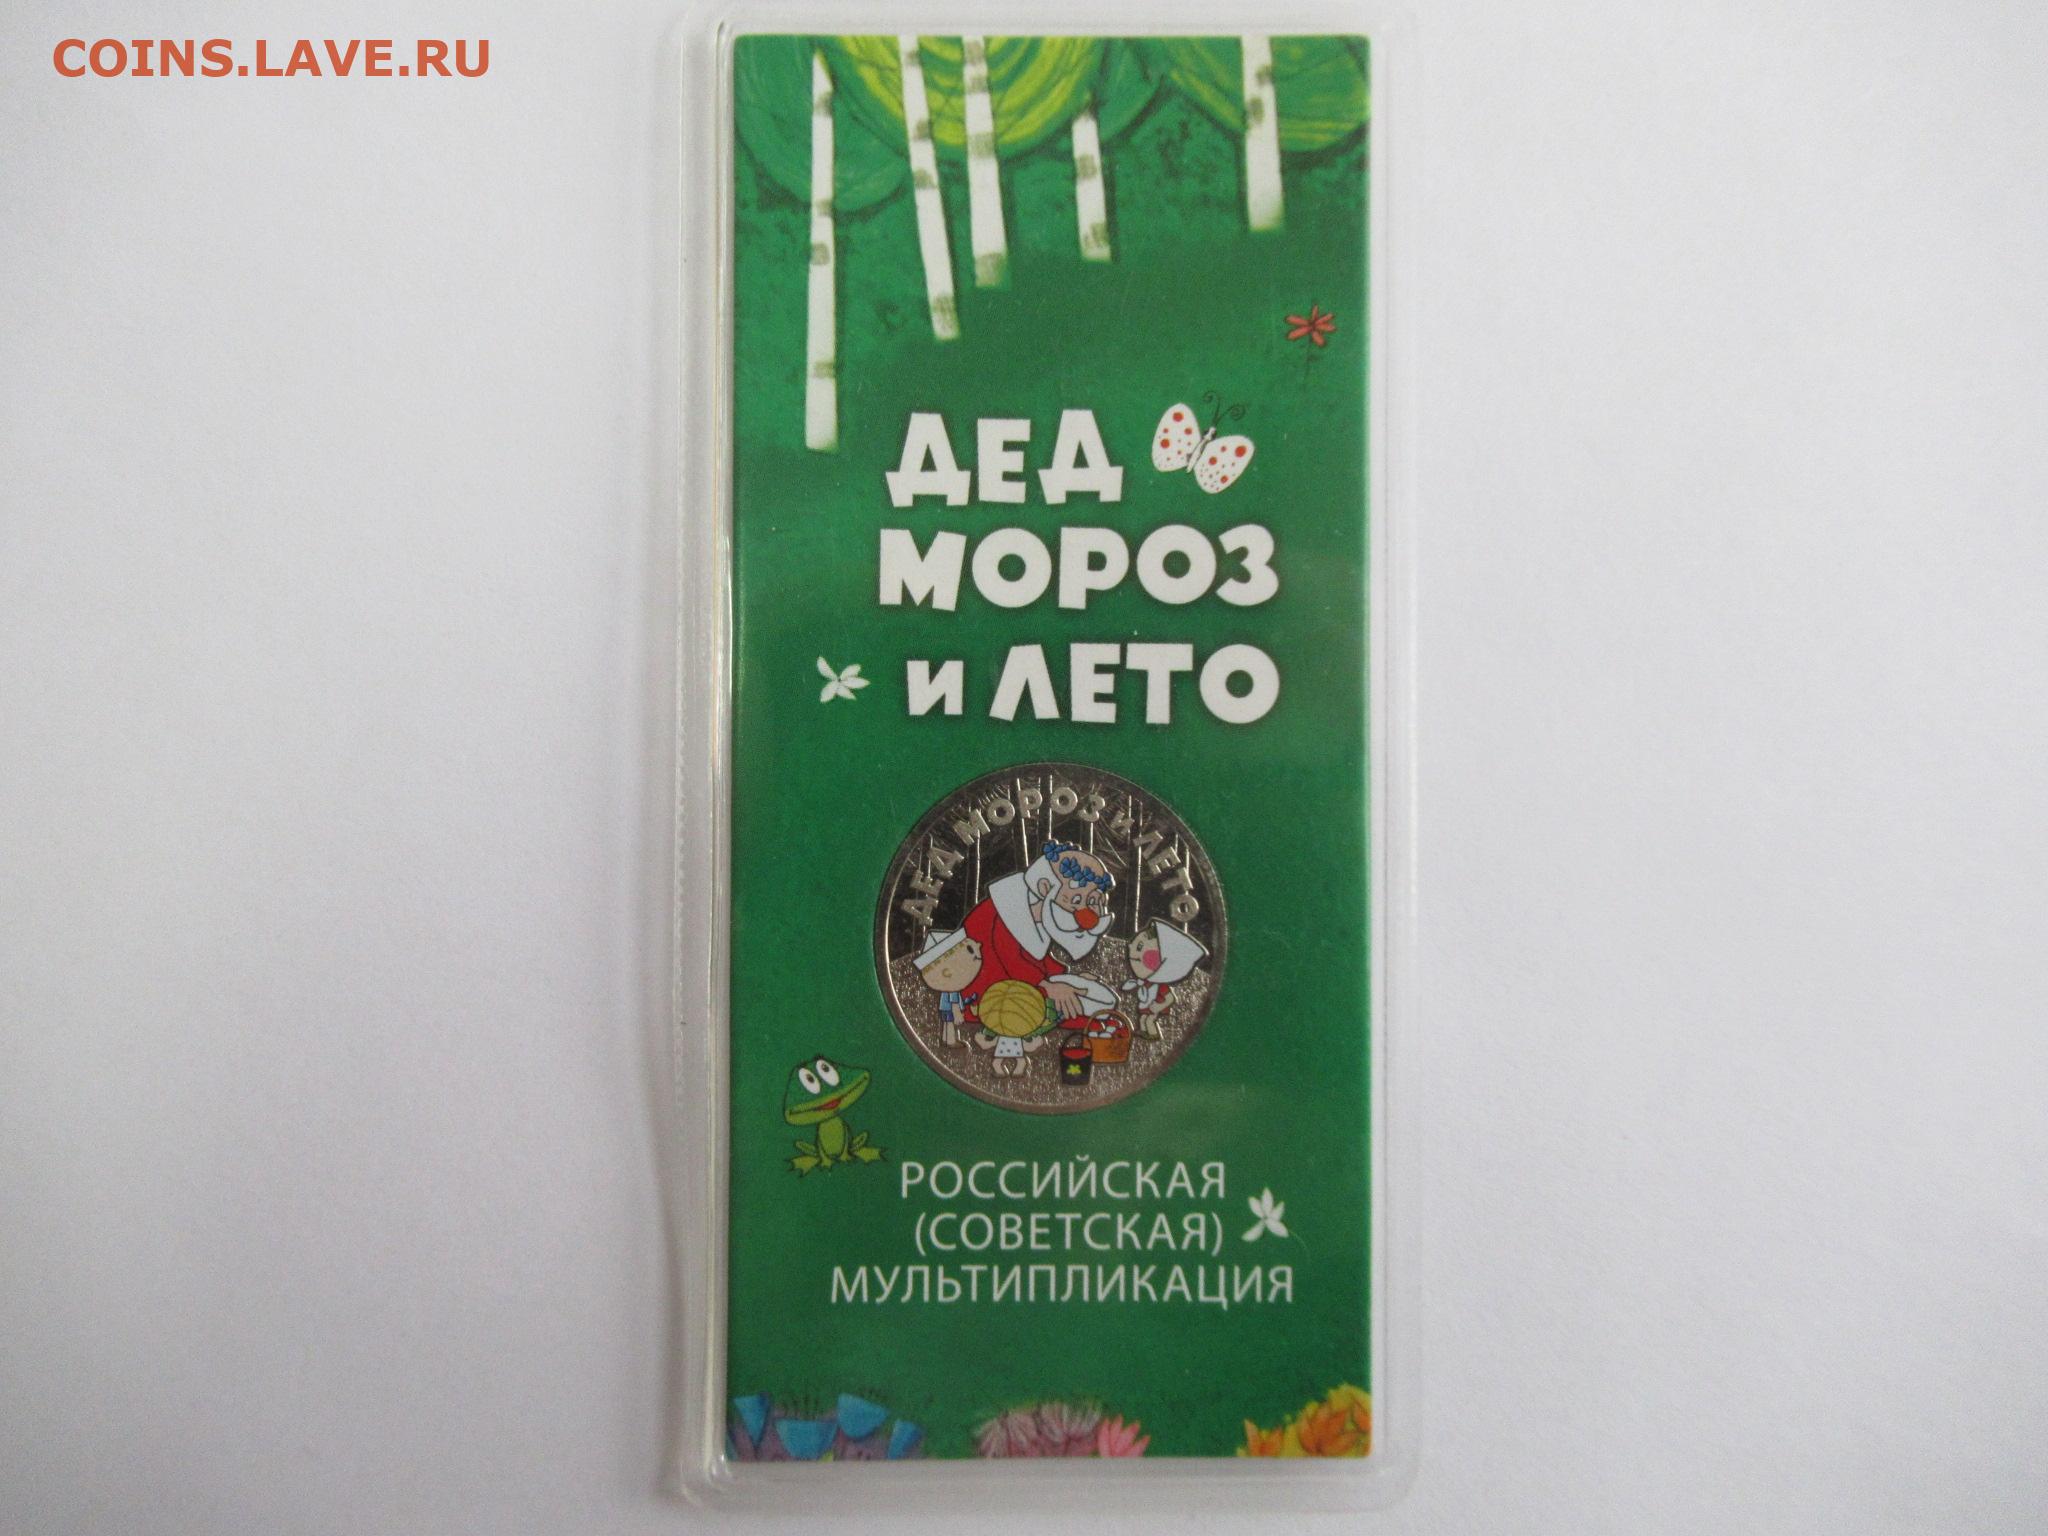 COINS.LAVE.RU
ДЕД
МОРОЗ
и ЛЕТО
ДЕД МОРОЗ и ЛЕТО
РОССИЙСКАЯ
(СОВЕТСКАЯ)
МУЛЬТИПЛИКАЦИЯ